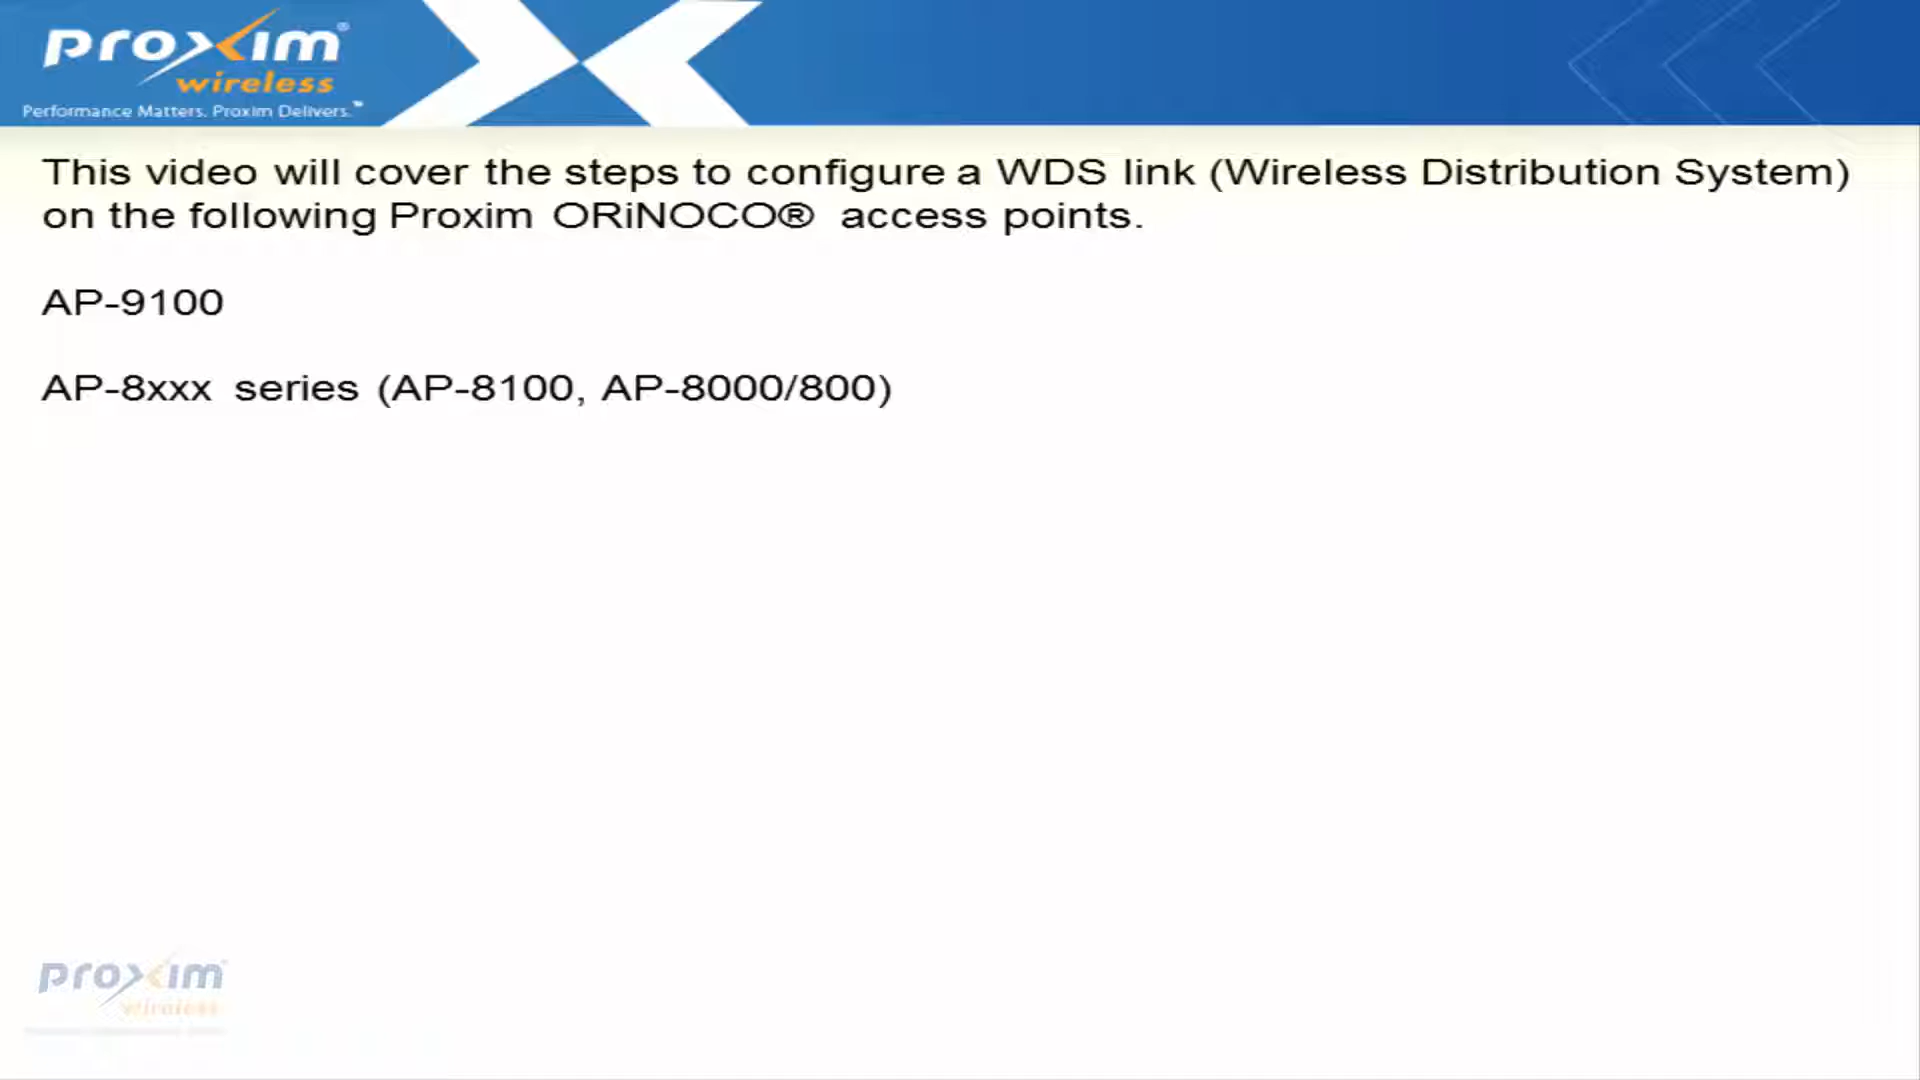 proxim®
wireless
Performance Matters. Proxim Delivers.™
This video will cover the steps to configure a WDS link (Wireless Distribution System)
on the following Proxim ORiNOCO® access points.
AP-9100
AP-8xxx series (AP-8100, AP-8000/800)
proxim
wireless